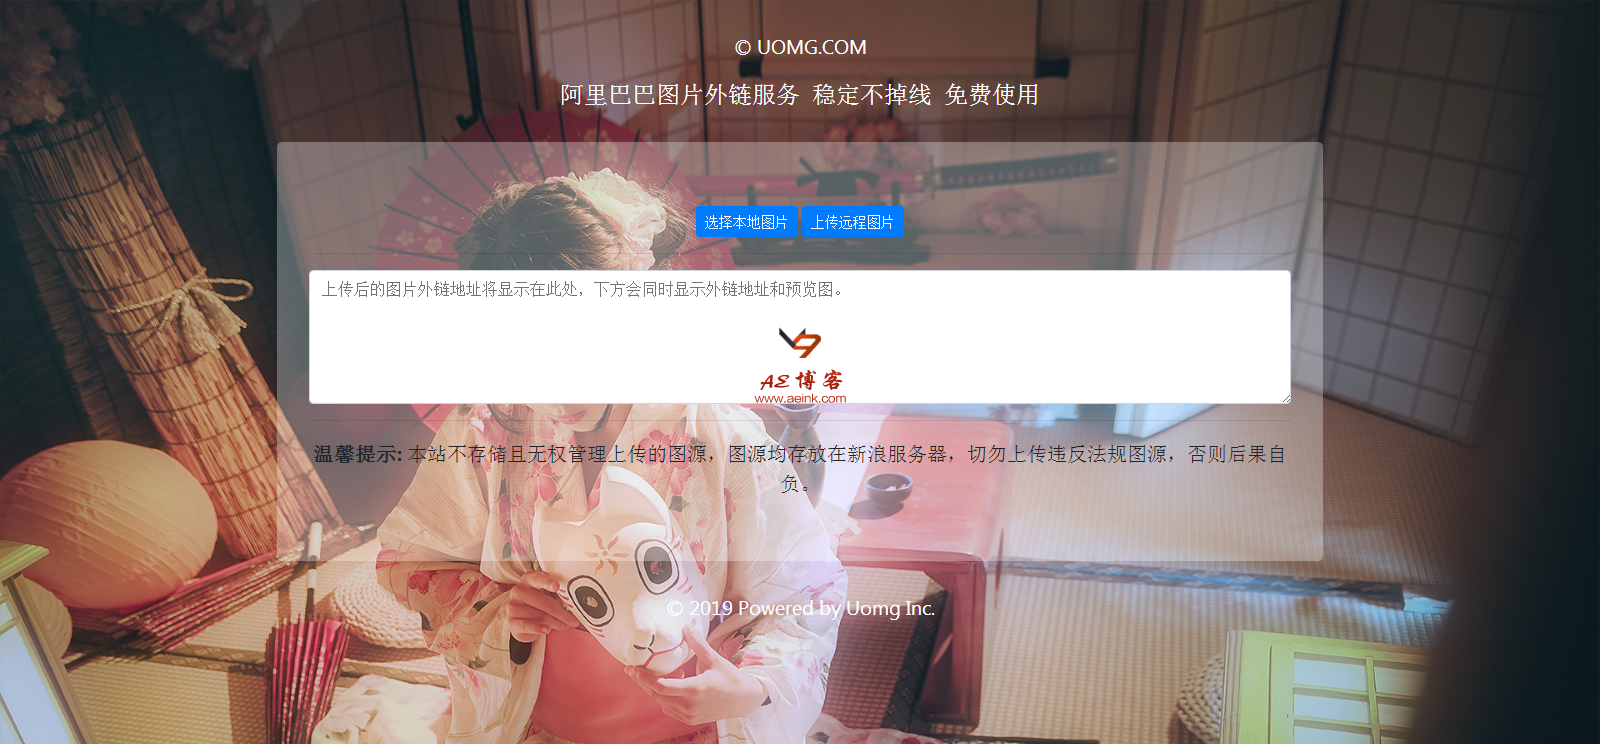 © UOMG.COM
阿里巴巴图片外链服务 稳定不掉线 免费使用
选择本地图片 上传远程图片
上传后的图片外链地址将显示在此处，下方会同时显示外链地址和预览图。
AE 博客
www.aeink.com
温馨提示: 本站不存储且无权管理上传的图源，图源均存放在新浪服务器，切勿上传违反法规图源，否则后果自
负。
© 2019 Powered by Uomg Inc.